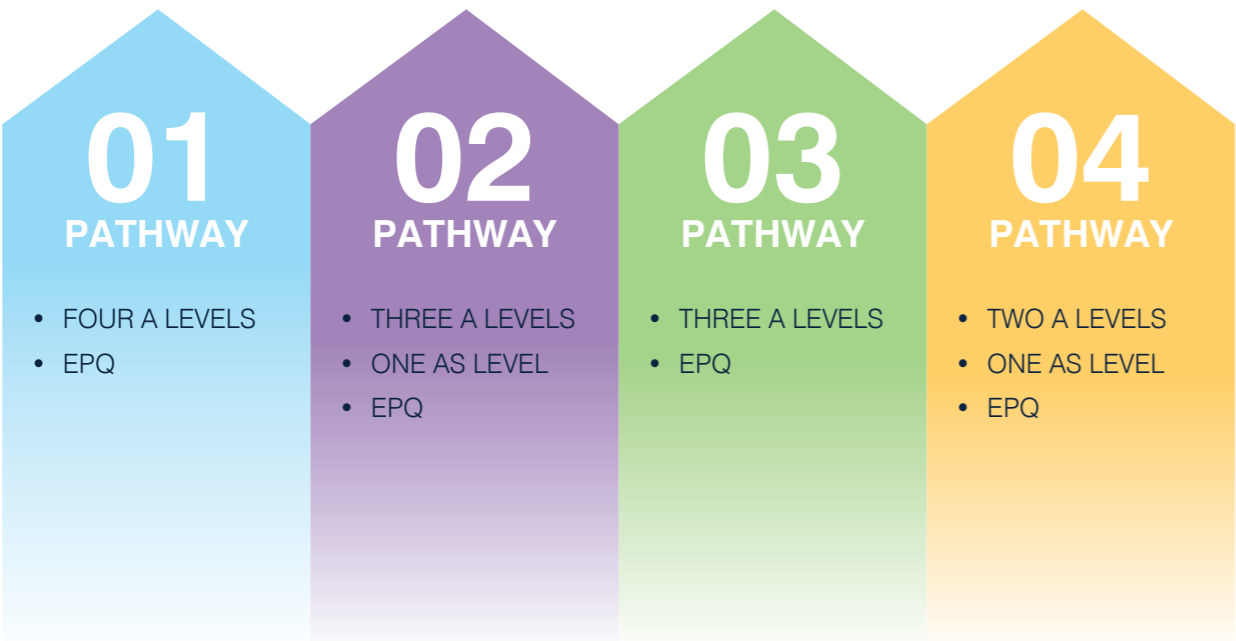 01
PATHWAY
• FOUR A LEVELS
• EPQ
02
PATHWAY
• THREE A LEVELS
• ONE AS LEVEL
• EPQ
03
PATHWAY
• THREE A LEVELS
• EPQ
04
PATHWAY
• TWO A LEVELS
• ONE AS LEVEL
• EPQ